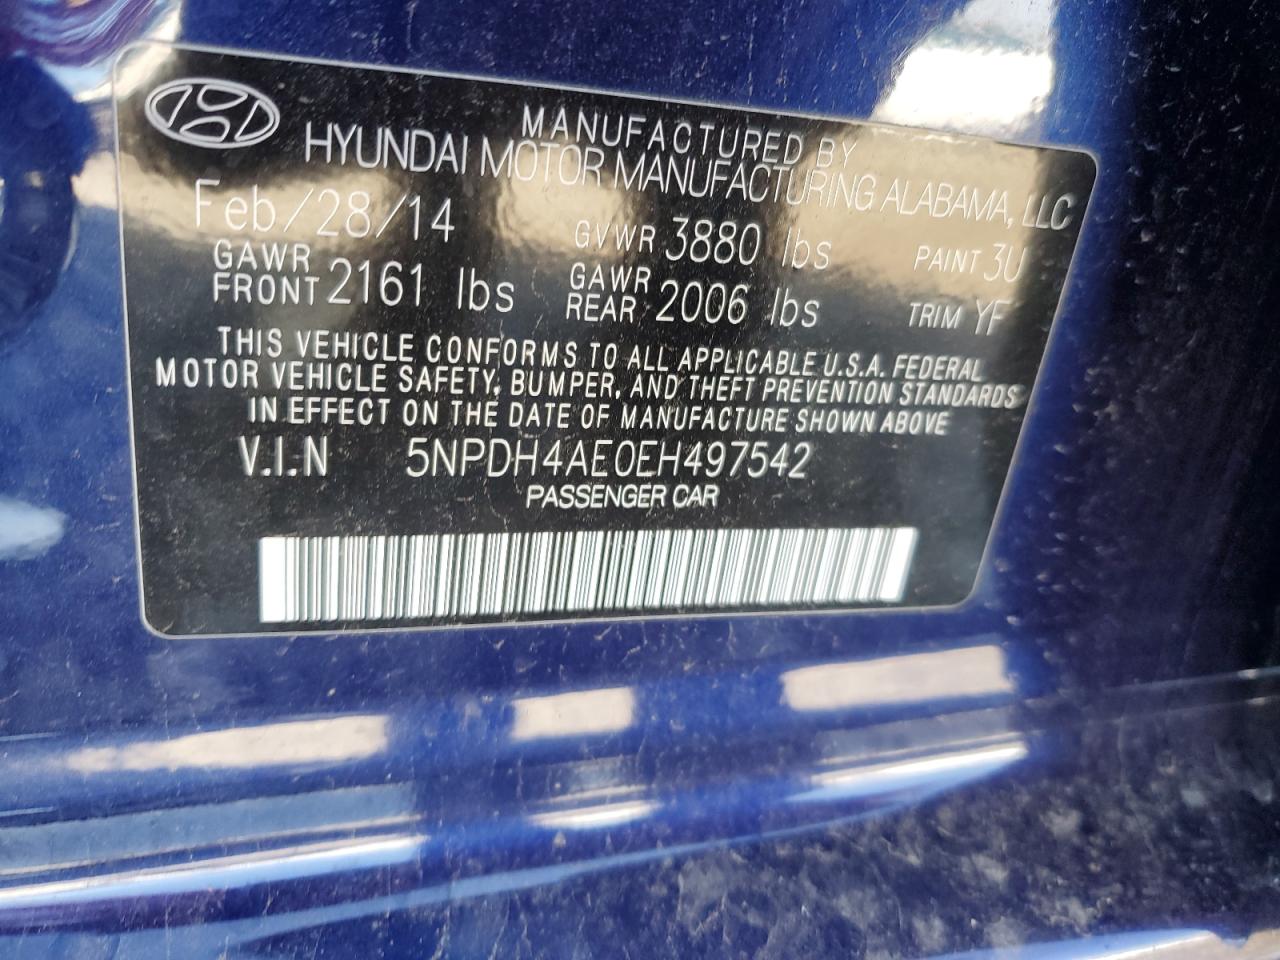 MANUFACTURED BY
HYUNDAI MOTOR MANUFACTURING ALABAMA, LLC
Feb/28/14 GVWR 3880 lbs PAINT 3U
GAWR FRONT 2161 lbs GAWR REAR 2006 lbs TRIM YF
THIS VEHICLE CONFORMS TO ALL APPLICABLE U.S.A. FEDERAL
MOTOR VEHICLE SAFETY, BUMPER, AND THEFT PREVENTION STANDARDS
IN EFFECT ON THE DATE OF MANUFACTURE SHOWN ABOVE
V.I.N 5NPDH4AE0EH497542
PASSENGER CAR